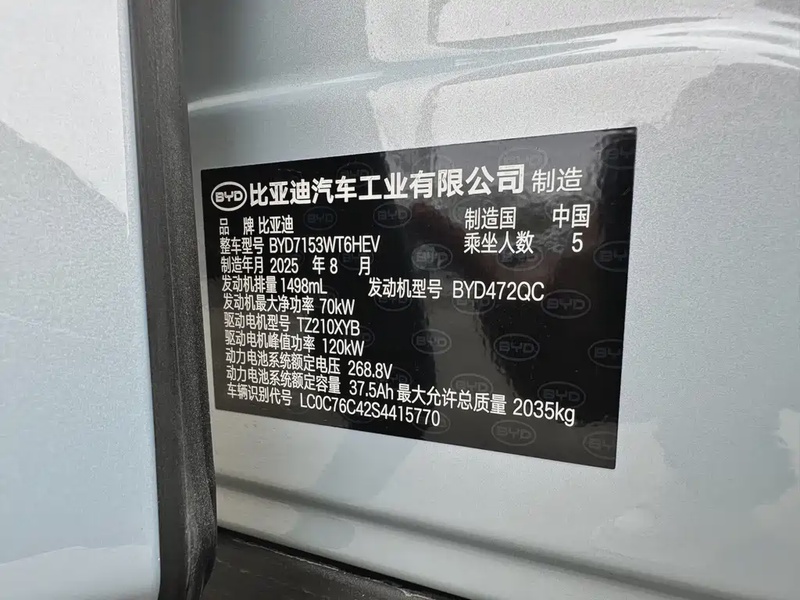 BYD 比亚迪汽车工业有限公司 制造
品 牌 比亚迪 制造国 中国
整车型号 BYD7153WT6HEV 乘坐人数 5
制造年月 2025 年 8 月
发动机排量 1498mL 发动机型号 BYD472QC
发动机最大净功率 70kW
驱动电机型号 TZ210XYB
驱动电机峰值功率 120kW
动力电池系统额定电压 268.8V
动力电池系统额定容量 37.5Ah 最大允许总质量 2035kg
车辆识别代号 LC0C76C42S4415770